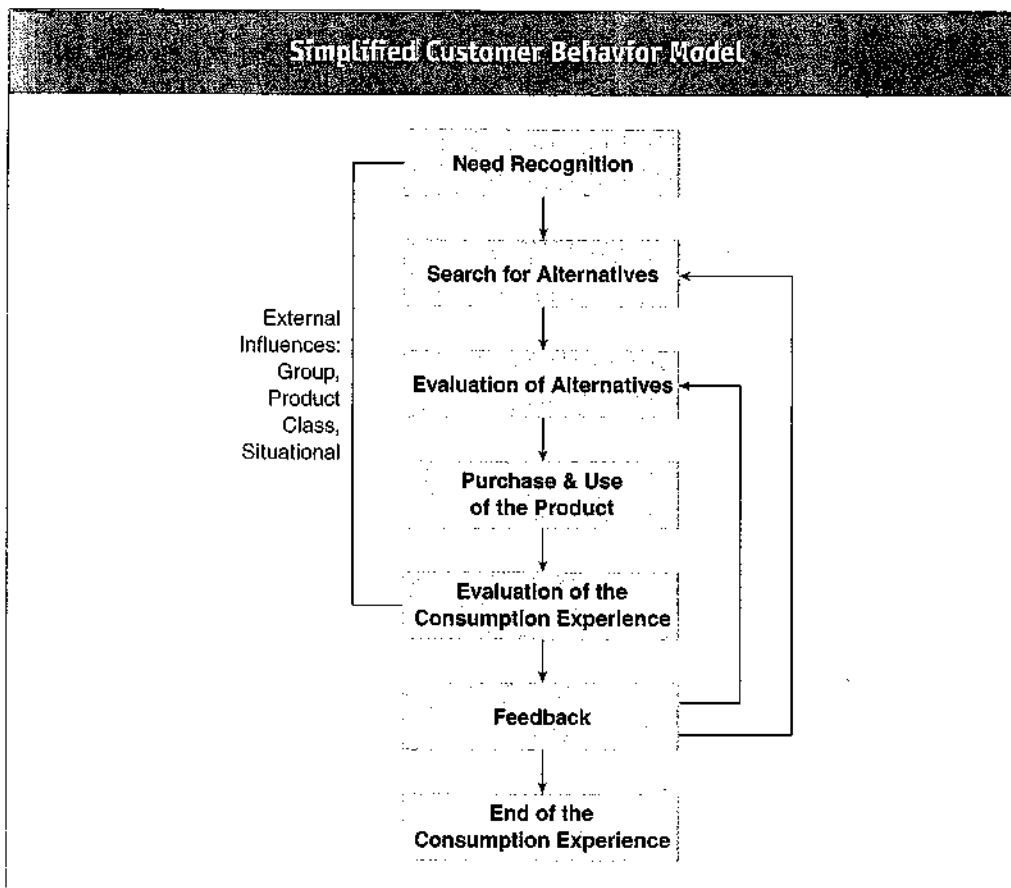 Simplified Customer Behavior Model
Need Recognition
Search for Alternatives
External
Influences:
Group,
Product
Class,
Situational
Evaluation of Alternatives
Purchase & Use
of the Product
Evaluation of the
Consumption Experience
Feedback
End of the
Consumption Experience